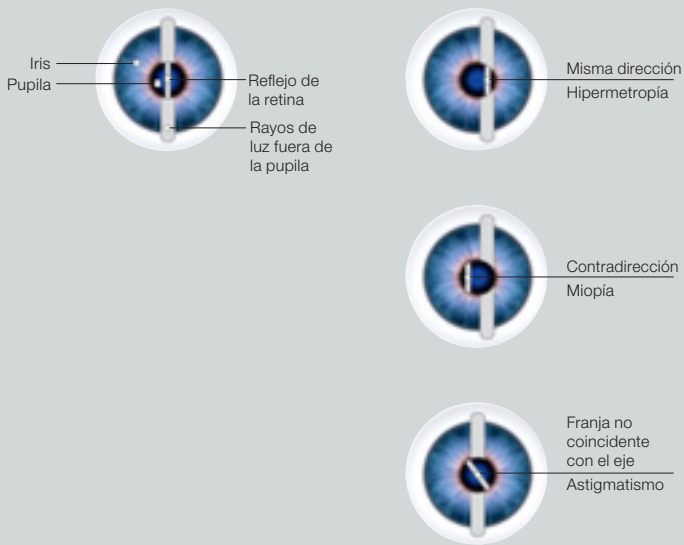 Iris
Pupila
Reflejo de
la retina
Rayos de
luz fuera de
la pupila
Misma dirección
Hipermetropía
Contradirección
Miopía
Franja no
coincidente
con el eje
Astigmatismo